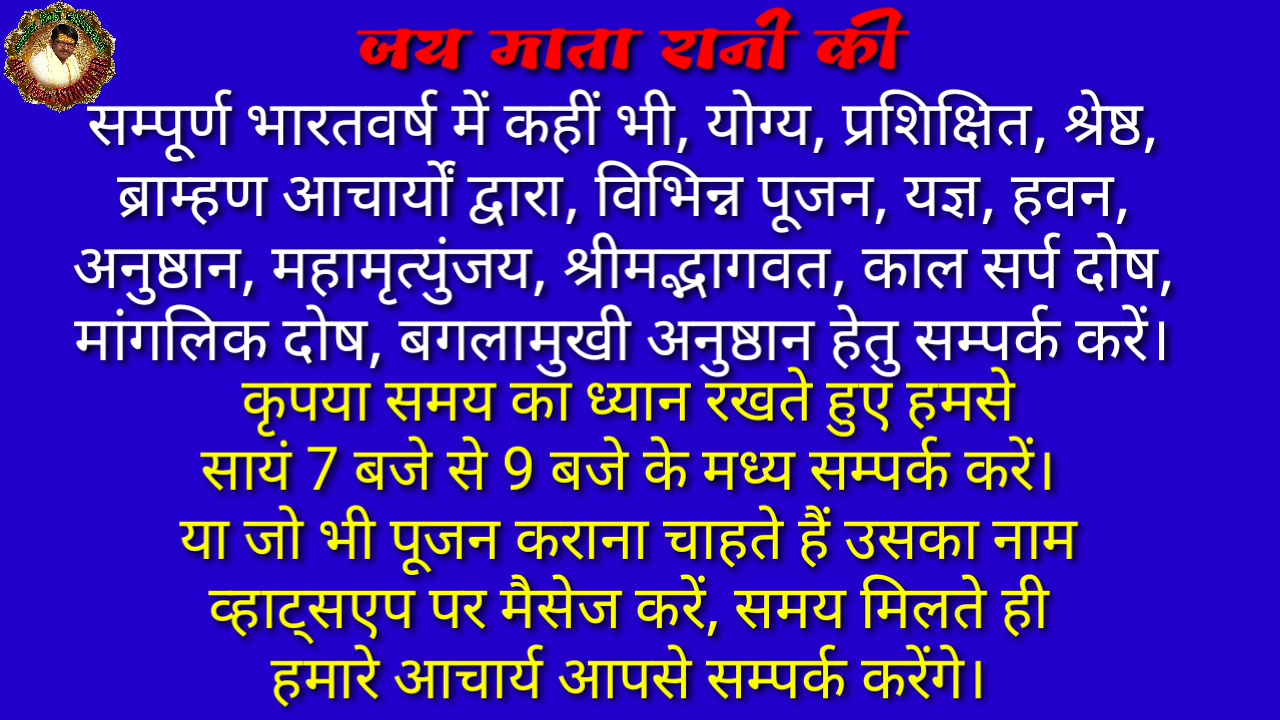 जय माता रानी की
सम्पूर्ण भारतवर्ष में कहीं भी, योग्य, प्रशिक्षित, श्रेष्ठ,
ब्राम्हण आचार्यों द्वारा, विभिन्न पूजन, यज्ञ, हवन,
अनुष्ठान, महामृत्युंजय, श्रीमद्भागवत, काल सर्प दोष,
मांगलिक दोष, बगलामुखी अनुष्ठान हेतु सम्पर्क करें।
कृपया समय का ध्यान रखते हुए हमसे
सायं 7 बजे से 9 बजे के मध्य सम्पर्क करें।
या जो भी पूजन कराना चाहते हैं उसका नाम
व्हाट्सएप पर मैसेज करें, समय मिलते ही
हमारे आचार्य आपसे सम्पर्क करेंगे।